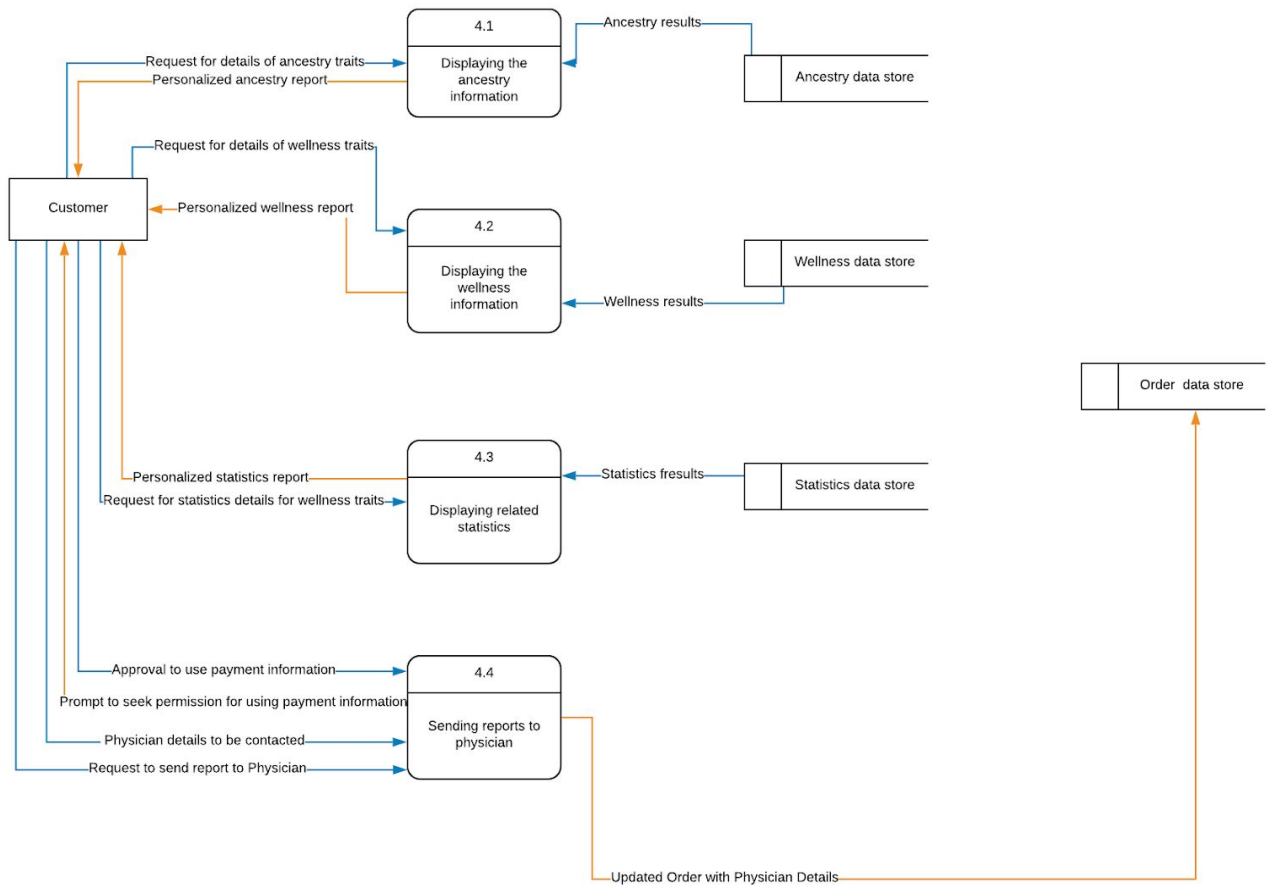 4.1
Ancestry results
Request for details of ancestry traits
Displaying the
ancestry
information
Ancestry data store
Personalized ancestry report
Request for details of wellness traits
Customer
Personalized wellness report
4.2
Displaying the
wellness
information
Wellness data store
Wellness results
Order data store
4.3
Personalized statistics report
Statistics fresults
Statistics data store
Request for statistics details for wellness traits
Displaying related
statistics
Approval to use payment information
4.4
Prompt to seek permission for using payment information
Sending reports to
physician
Physician details to be contacted
Request to send report to Physician
Updated Order with Physician Details